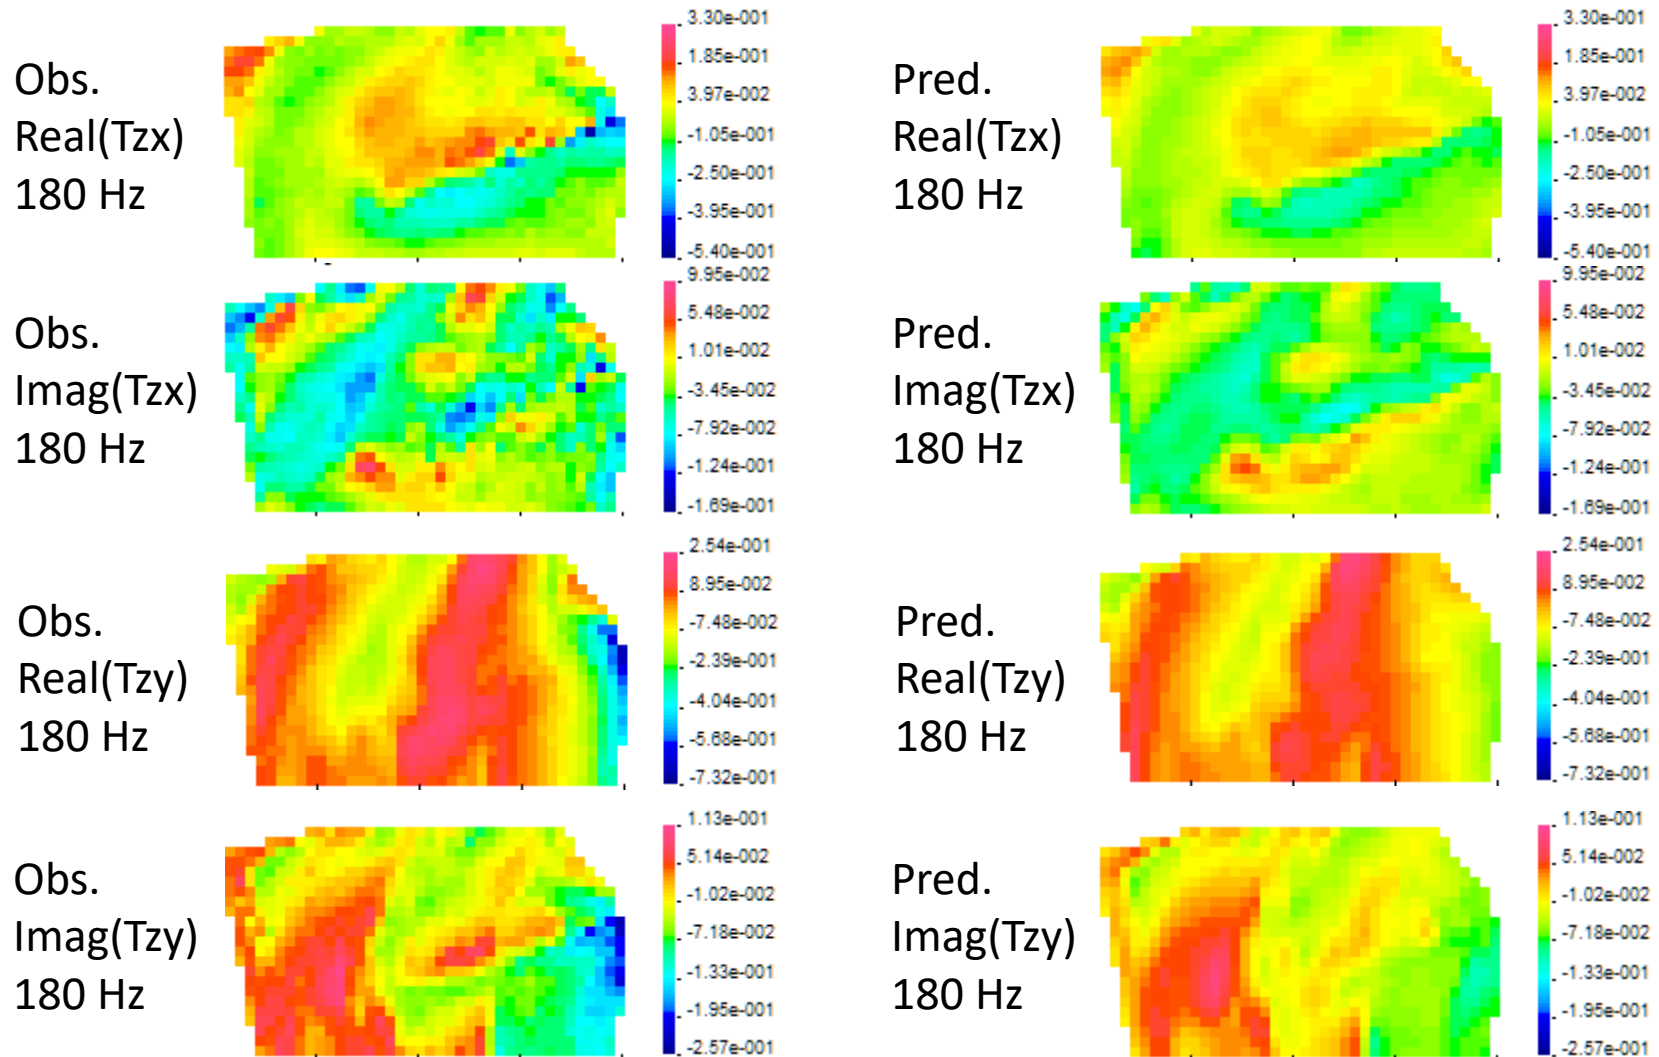 Obs.
Real(Tzx)
180 Hz
3.30e-001
1.85e-001
3.97e-002
-1.05e-001
-2.50e-001
-3.95e-001
-5.40e-001
Pred.
Real(Tzx)
180 Hz
3.30e-001
1.85e-001
3.97e-002
-1.05e-001
-2.50e-001
-3.95e-001
-5.40e-001
Obs.
Imag(Tzx)
180 Hz
9.95e-002
5.48e-002
1.01e-002
-3.45e-002
-7.92e-002
-1.24e-001
-1.69e-001
Pred.
Imag(Tzx)
180 Hz
9.95e-002
5.48e-002
1.01e-002
-3.45e-002
-7.92e-002
-1.24e-001
-1.69e-001
Obs.
Real(Tzy)
180 Hz
2.54e-001
8.95e-002
-7.48e-002
-2.39e-001
-4.04e-001
-5.68e-001
-7.32e-001
Pred.
Real(Tzy)
180 Hz
2.54e-001
8.95e-002
-7.48e-002
-2.39e-001
-4.04e-001
-5.68e-001
-7.32e-001
Obs.
Imag(Tzy)
180 Hz
1.13e-001
5.14e-002
-1.02e-002
-7.18e-002
-1.33e-001
-1.95e-001
-2.57e-001
Pred.
Imag(Tzy)
180 Hz
1.13e-001
5.14e-002
-1.02e-002
-7.18e-002
-1.33e-001
-1.95e-001
-2.57e-001